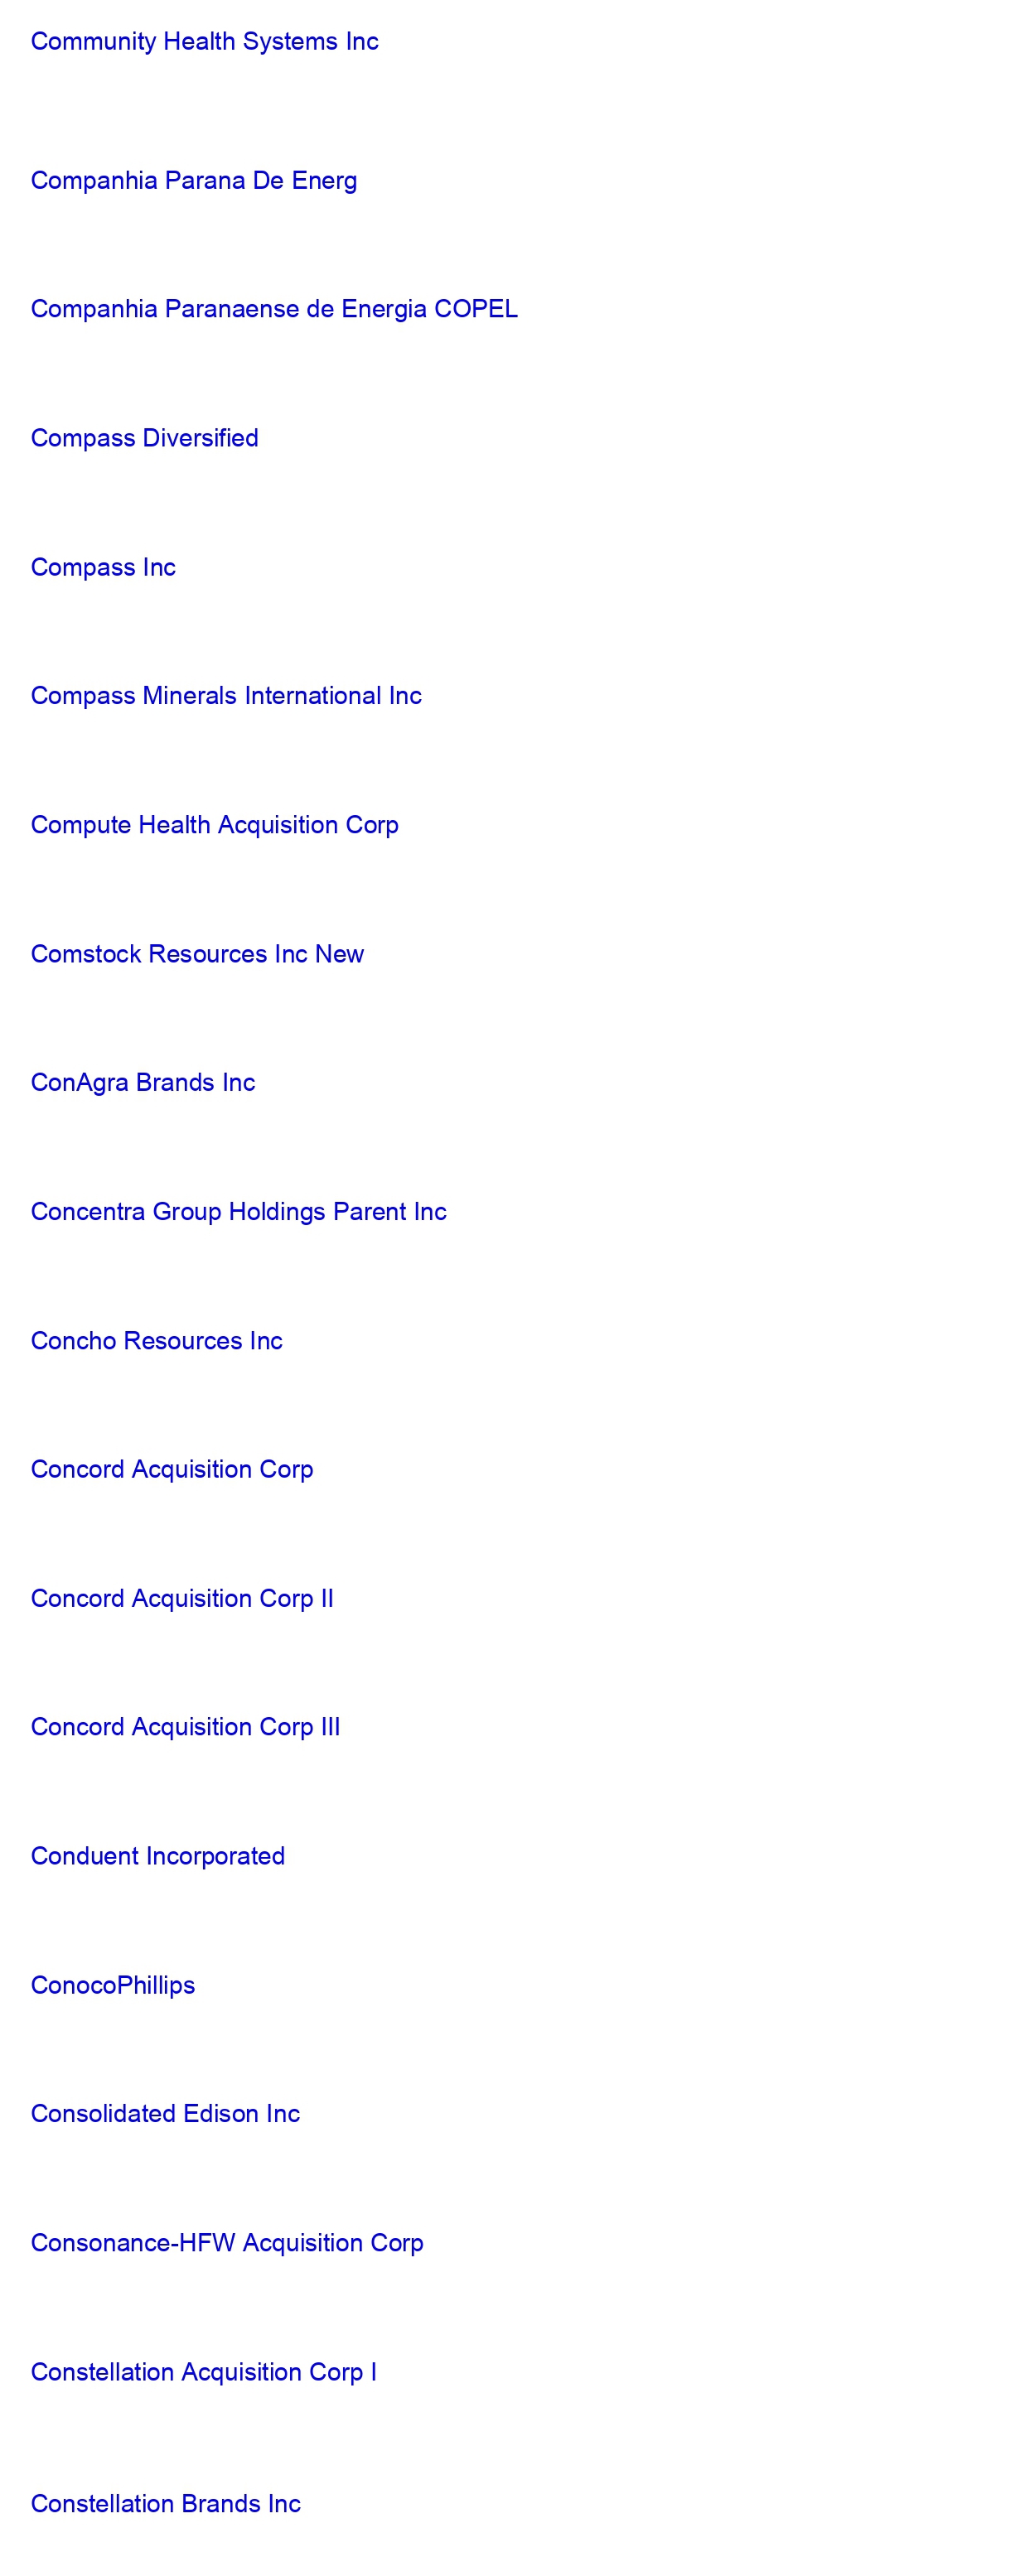 Community Health Systems Inc
Companhia Parana De Energ
Companhia Paranaense de Energia COPEL
Compass Diversified
Compass Inc
Compass Minerals International Inc
Compute Health Acquisition Corp
Comstock Resources Inc New
ConAgra Brands Inc
Concentra Group Holdings Parent Inc
Concho Resources Inc
Concord Acquisition Corp
Concord Acquisition Corp II
Concord Acquisition Corp III
Conduent Incorporated
ConocoPhillips
Consolidated Edison Inc
Consonance-HFW Acquisition Corp
Constellation Acquisition Corp I
Constellation Brands Inc